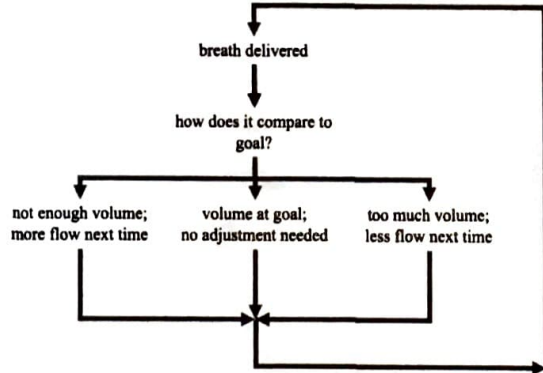 breath delivered
how does it compare to
goal?
not enough volume;
more flow next time
volume at goal;
no adjustment needed
too much volume;
less flow next time